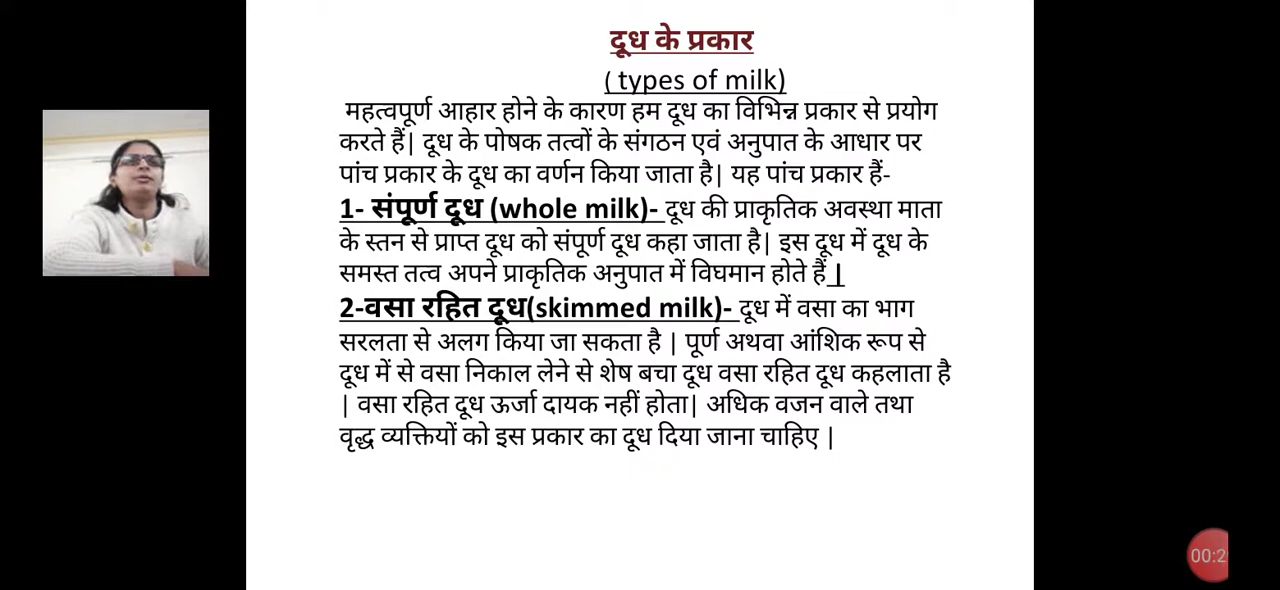 दूध के प्रकार
( types of milk)
महत्वपूर्ण आहार होने के कारण हम दूध का विभिन्न प्रकार से प्रयोग
करते हैं| दूध के पोषक तत्वों के संगठन एवं अनुपात के आधार पर
पांच प्रकार के दूध का वर्णन किया जाता है| यह पांच प्रकार हैं-
1- संपूर्ण दूध (whole milk)- दूध की प्राकृतिक अवस्था माता
के स्तन से प्राप्त दूध को संपूर्ण दूध कहा जाता है| इस दूध में दूध के
समस्त तत्व अपने प्राकृतिक अनुपात में विघमान होते हैं |
2-वसा रहित दूध(skimmed milk)- दूध में वसा का भाग
सरलता से अलग किया जा सकता है | पूर्ण अथवा आंशिक रूप से
दूध में से वसा निकाल लेने से शेष बचा दूध वसा रहित दूध कहलाता है
| वसा रहित दूध ऊर्जा दायक नहीं होता| अधिक वजन वाले तथा
वृद्ध व्यक्तियों को इस प्रकार का दूध दिया जाना चाहिए |
00:2